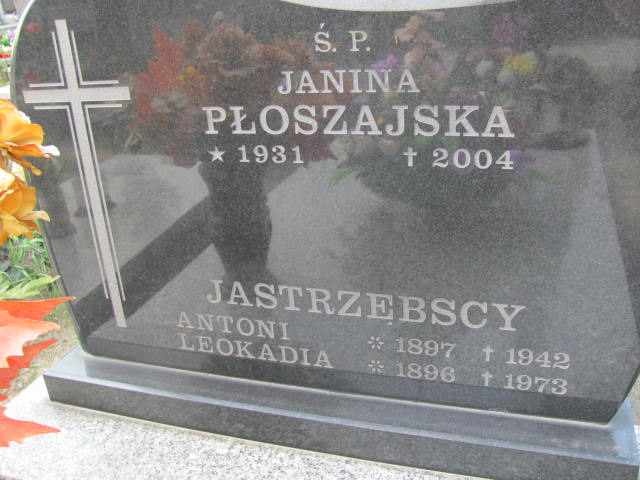 Ś. P.
JANINA
PŁOSZAJSKA
★ 1931 † 2004
JASTRZĘBSCY
ANTONI * 1897 † 1942
LEOKADIA * 1896 † 1973